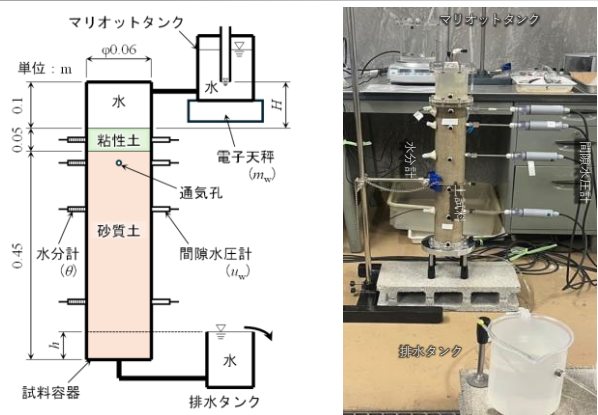 マリオットタンク
φ0.06
単位：m
水
水
H
0.1
粘性土
0.05
電子天秤
(mw)
通気孔
砂質土
0.45
水分計
(θ)
間隙水圧計
(uw)
h
水
試料容器
排水タンク
マリオットタンク
水分計
土試料
間隙水圧計
排水タンク